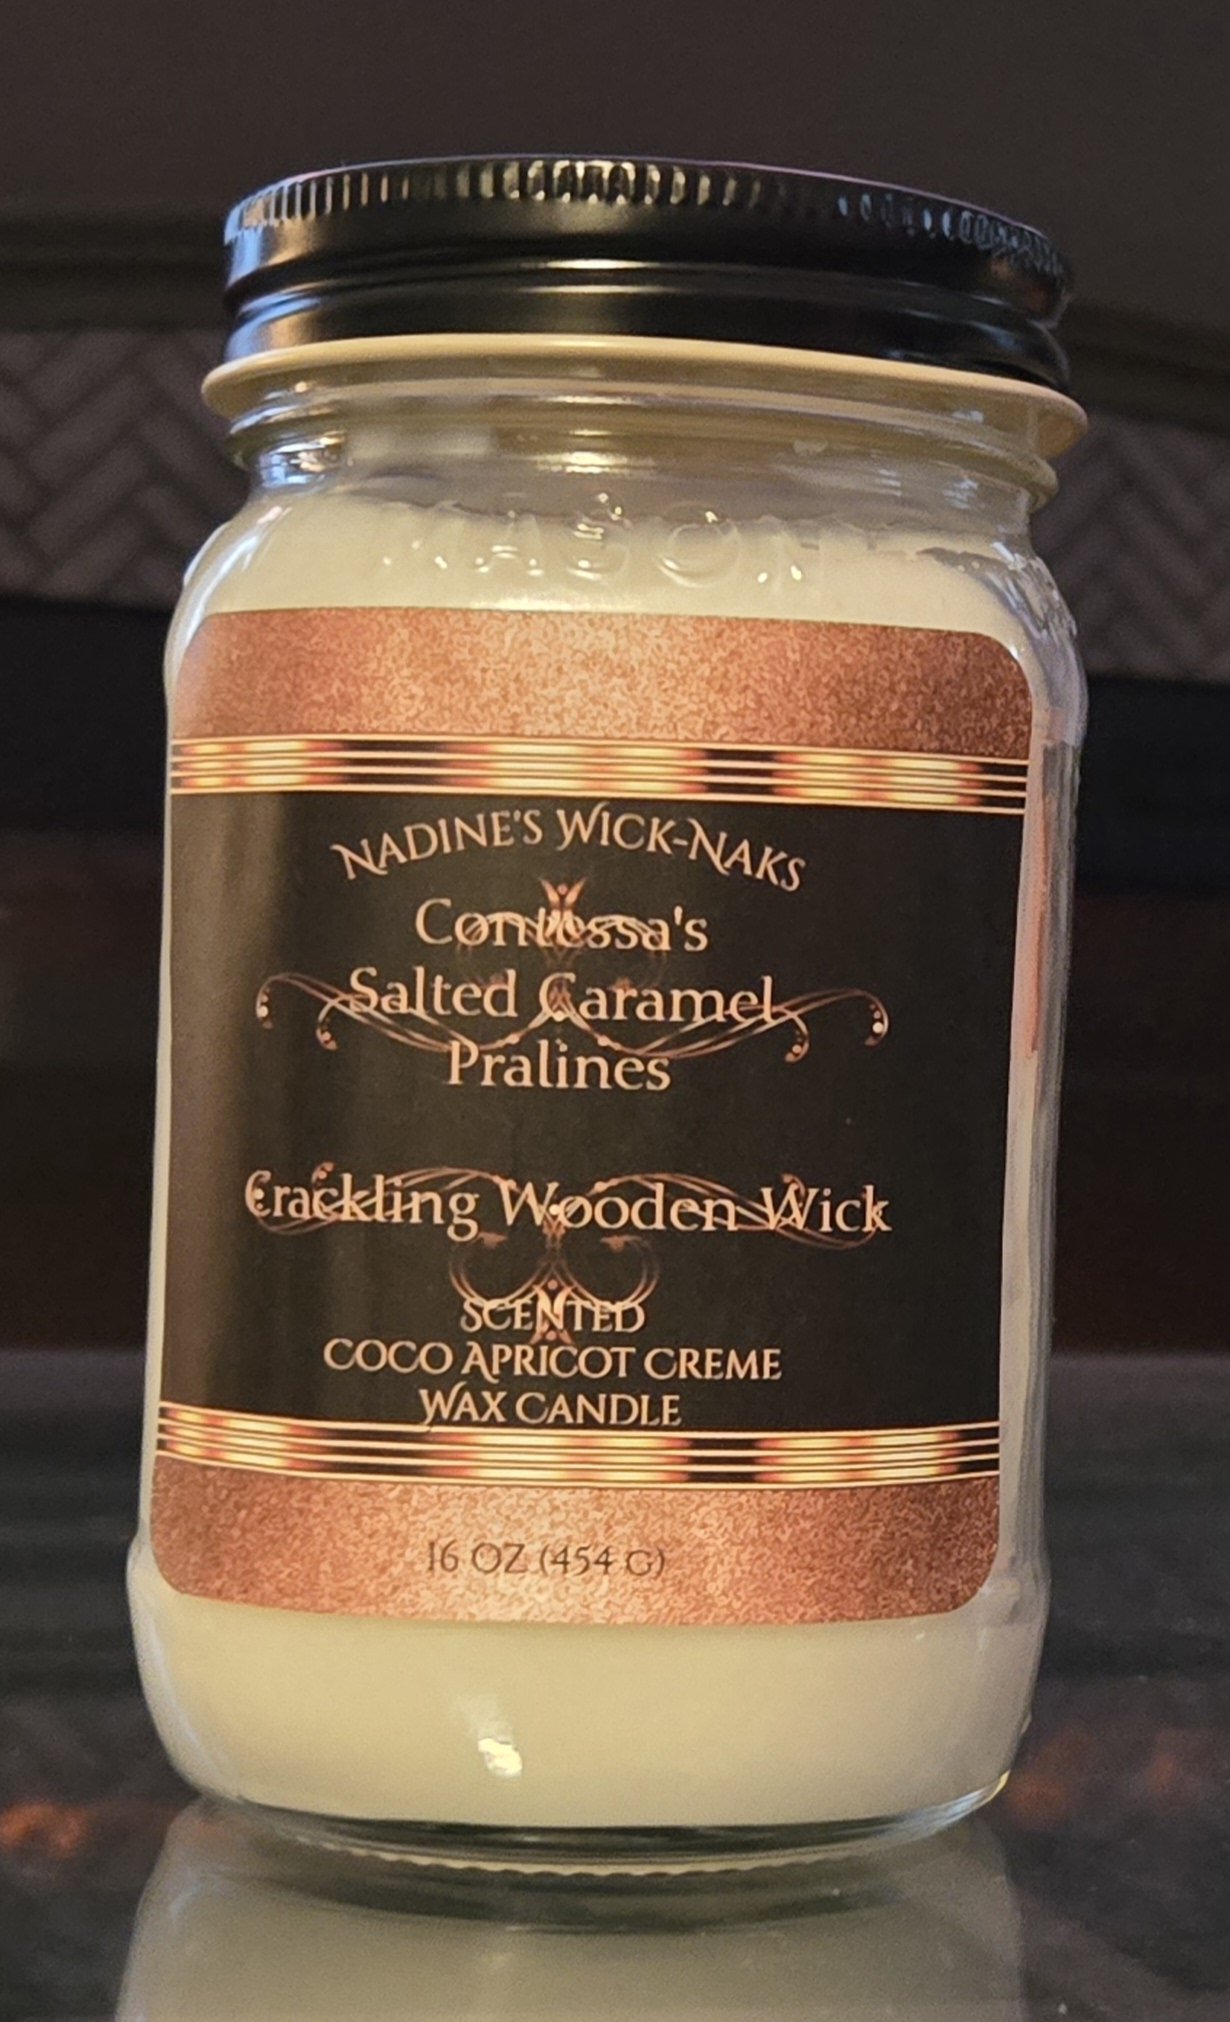 MASON
NADINE'S WICK-NAKS
Contessa's
Salted Caramel
Pralines
Crackling Wooden Wick
SCENTED
COCO APRICOT CREME
WAX CANDLE
16 OZ (454 G)